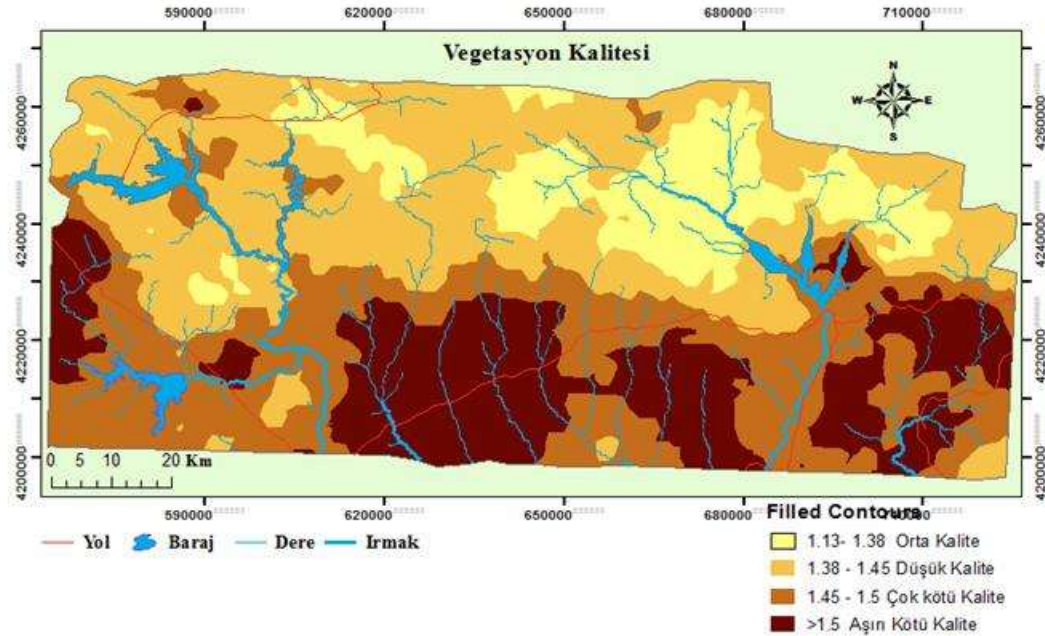 590000 620000 650000 680000 710000
Vegetasyon Kalitesi
N
W E
S
4260000 4260000
4240000 4240000
4220000 4220000
4200000 4200000
0 5 10 20 Km
590000 620000 650000 680000 710000
Yol Baraj Dere Irmak
Filled Contours
1.13- 1.38 Orta Kalite
1.38 - 1.45 Düşük Kalite
1.45 - 1.5 Çok kötü Kalite
>1.5 Aşırı Kötü Kalite